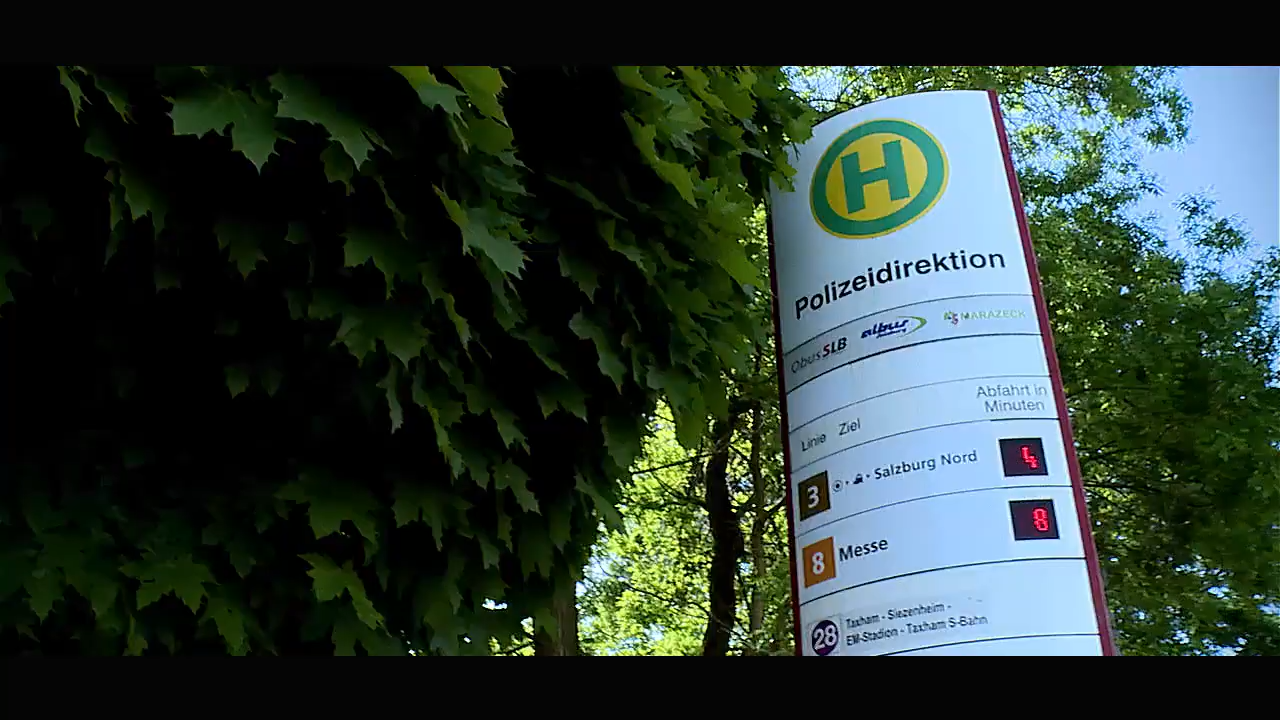 H
Polizeidirektion
Obus SLB albus MARAZECK
Abfahrt in
Minuten
Linie Ziel
3 Salzburg Nord 4
8 Messe 8
28 Taxham - Siezenheim -
EM-Stadion - Taxham S-Bahn